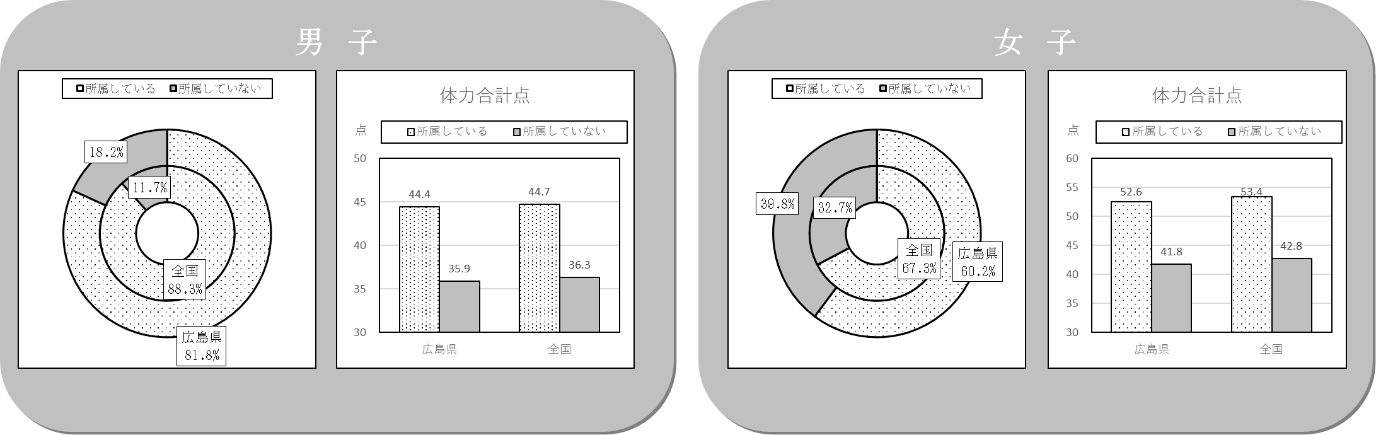 男 子
所属している 所属していない
18.2%
11.7%
全国
88.3%
広島県
81.8%
体力合計点
点
所属している 所属していない
50
45
40
35
30
44.4
35.9
44.7
36.3
広島県 全国
女 子
所属している 所属していない
39.8%
32.7%
全国
67.3%
広島県
60.2%
体力合計点
点
所属している 所属していない
60
55
50
45
40
35
30
52.6
41.8
53.4
42.8
広島県 全国